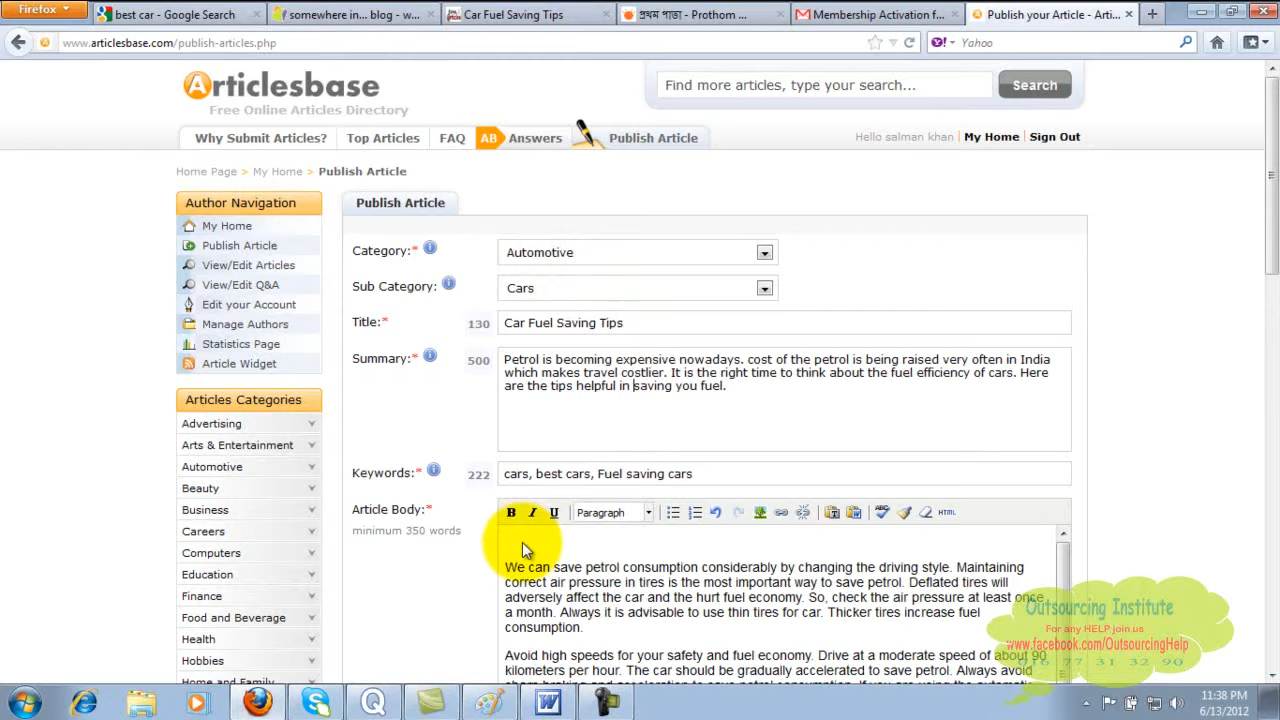 Firefox
best car - Google Search
somewhere in... blog - w...
Car Fuel Saving Tips
প্রথম পাতা - Prothom ...
Membership Activation f...
Publish your Article - Arti...
www.articlesbase.com/publish-articles.php
Yahoo
Articlesbase
Free Online Articles Directory
Find more articles, type your search...
Search
Why Submit Articles?
Top Articles
FAQ
AB Answers
Publish Article
Hello salman khan
My Home
Sign Out
Home Page > My Home > Publish Article
Author Navigation
My Home
Publish Article
View/Edit Articles
View/Edit Q&A
Edit your Account
Manage Authors
Statistics Page
Article Widget
Articles Categories
Advertising
Arts & Entertainment
Automotive
Beauty
Business
Careers
Computers
Education
Finance
Food and Beverage
Health
Hobbies
Home and Family
Publish Article
Category:* Automotive
Sub Category: Cars
Title:* 130 Car Fuel Saving Tips
Summary:* 500
Petrol is becoming expensive nowadays. cost of the petrol is being raised very often in India
which makes travel costlier. It is the right time to think about the fuel efficiency of cars. Here
are the tips helpful in saving you fuel.
Keywords:* 222 cars, best cars, Fuel saving cars
Article Body:*
minimum 350 words
B I U Paragraph HTML
We can save petrol consumption considerably by changing the driving style. Maintaining
correct air pressure in tires is the most important way to save petrol. Deflated tires will
adversely affect the car and the hurt fuel economy. So, check the air pressure at least once
a month. Always it is advisable to use thin tires for car. Thicker tires increase fuel
consumption.
Avoid high speeds for your safety and fuel economy. Drive at a moderate speed of about 90
kilometers per hour. The car should be gradually accelerated to save petrol. Always avoid
Outsourcing Institute
For any HELP join us
www.facebook.com/OutsourcingHelp
016 77 31 32 90
11:38 PM
6/13/2012